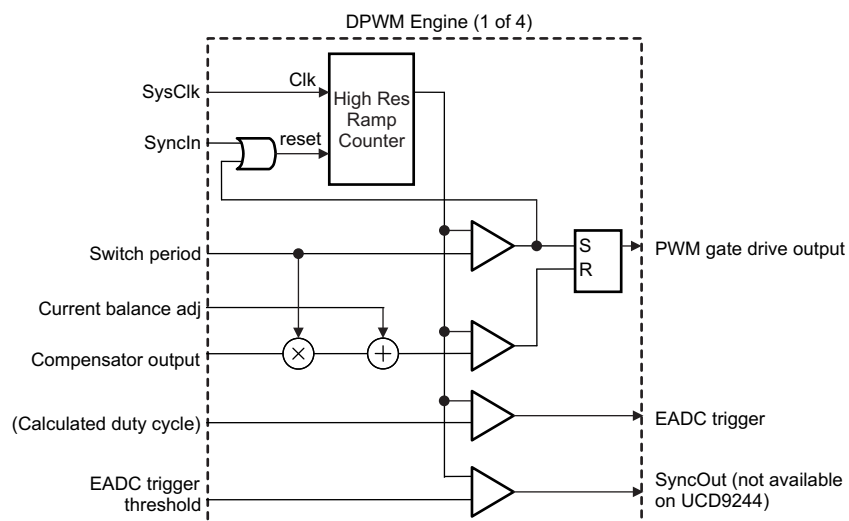 DPWM Engine (1 of 4)
SysClk
Clk
High Res
Ramp
Counter
SyncIn
reset
Switch period
S
R
PWM gate drive output
Current balance adj
Compensator output
×
+
(Calculated duty cycle)
EADC trigger
EADC trigger
threshold
SyncOut (not available
on UCD9244)